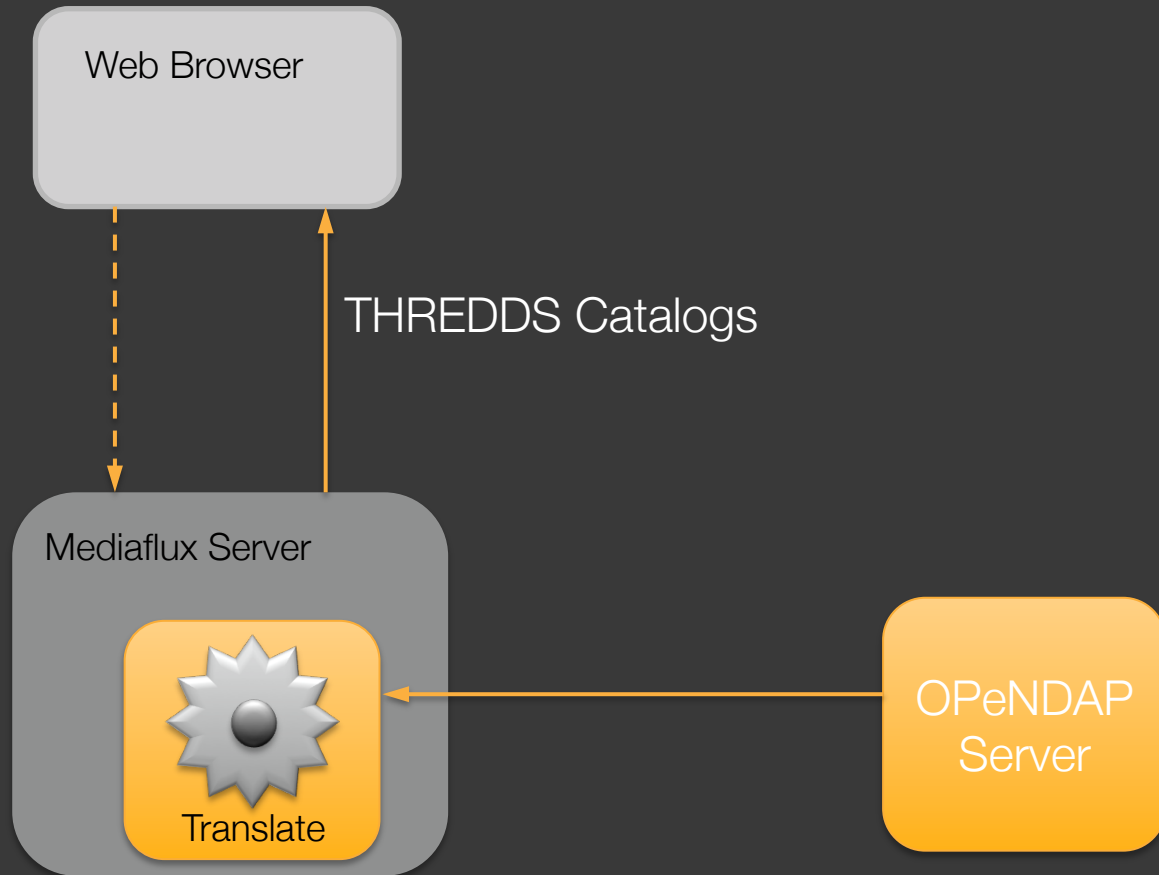 Web Browser
THREDDS Catalogs
Mediaflux Server
Translate
OPeNDAP
Server